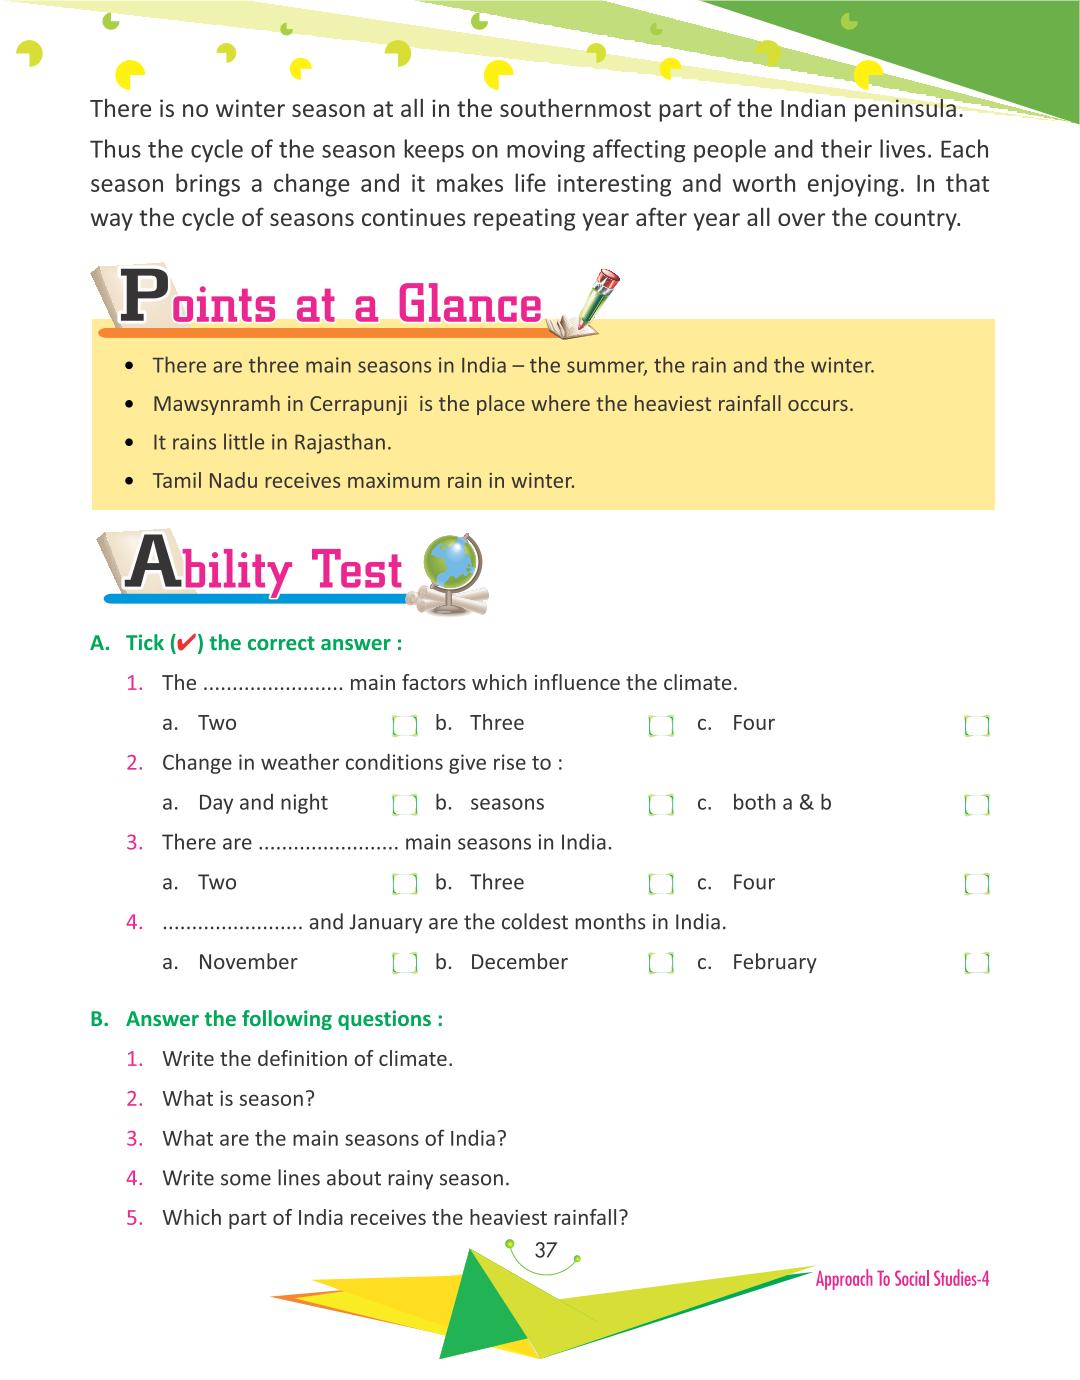 There is no winter season at all in the southernmost part of the Indian peninsula.
Thus the cycle of the season keeps on moving affecting people and their lives. Each
season brings a change and it makes life interesting and worth enjoying. In that
way the cycle of seasons continues repeating year after year all over the country.
Points at a Glance
• There are three main seasons in India – the summer, the rain and the winter.
• Mawsynramh in Cerrapunji is the place where the heaviest rainfall occurs.
• It rains little in Rajasthan.
• Tamil Nadu receives maximum rain in winter.
Ability Test
A. Tick (✔) the correct answer :
1. The ........................ main factors which influence the climate.
a. Two b. Three c. Four
2. Change in weather conditions give rise to :
a. Day and night b. seasons c. both a & b
3. There are ........................ main seasons in India.
a. Two b. Three c. Four
4. ........................ and January are the coldest months in India.
a. November b. December c. February
B. Answer the following questions :
1. Write the definition of climate.
2. What is season?
3. What are the main seasons of India?
4. Write some lines about rainy season.
5. Which part of India receives the heaviest rainfall?
37
Approach To Social Studies-4